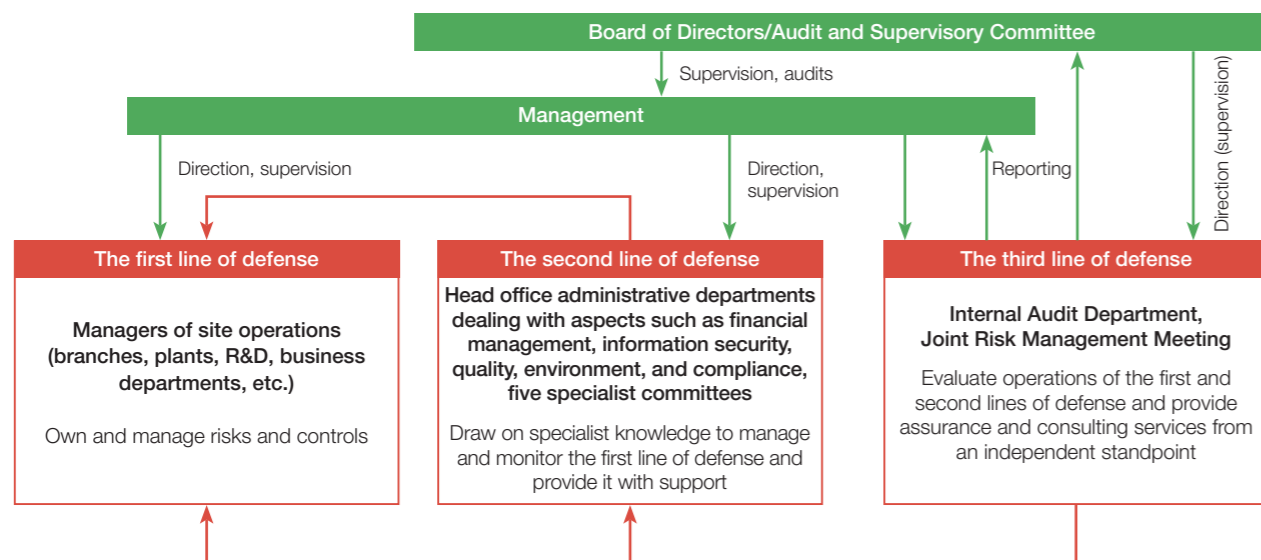 Board of Directors/Audit and Supervisory Committee
Supervision, audits
Direction (supervision)
Management
Direction, supervision
Direction,
supervision
Reporting
The first line of defense
Managers of site operations
(branches, plants, R&D, business
departments, etc.)
Own and manage risks and controls
The second line of defense
Head office administrative departments
dealing with aspects such as financial
management, information security,
quality, environment, and compliance,
five specialist committees
Draw on specialist knowledge to manage
and monitor the first line of defense and
provide it with support
The third line of defense
Internal Audit Department,
Joint Risk Management Meeting
Evaluate operations of the first and
second lines of defense and provide
assurance and consulting services from
an independent standpoint